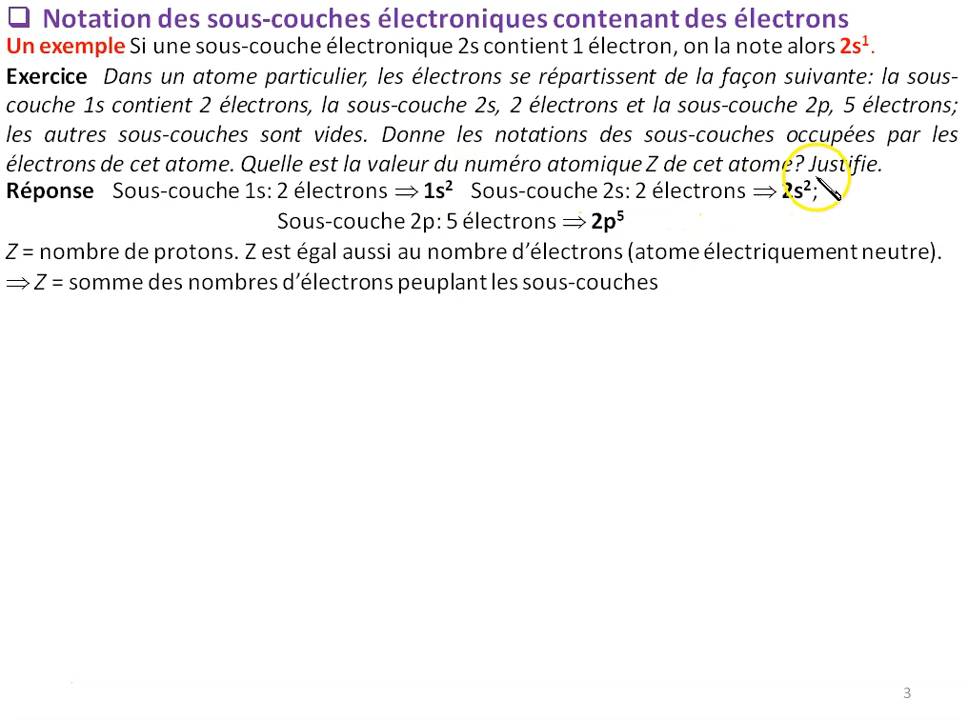 ❑ Notation des sous-couches électroniques contenant des électrons
Un exemple Si une sous-couche électronique 2s contient 1 électron, on la note alors 2s¹.
Exercice Dans un atome particulier, les électrons se répartissent de la façon suivante: la sous-
couche 1s contient 2 électrons, la sous-couche 2s, 2 électrons et la sous-couche 2p, 5 électrons;
les autres sous-couches sont vides. Donne les notations des sous-couches occupées par les
électrons de cet atome. Quelle est la valeur du numéro atomique Z de cet atome? Justifie.
Réponse Sous-couche 1s: 2 électrons ⇒ 1s² Sous-couche 2s: 2 électrons ⇒ 2s²;
Sous-couche 2p: 5 électrons ⇒ 2p⁵
Z = nombre de protons. Z est égal aussi au nombre d’électrons (atome électriquement neutre).
⇒ Z = somme des nombres d’électrons peuplant les sous-couches
3